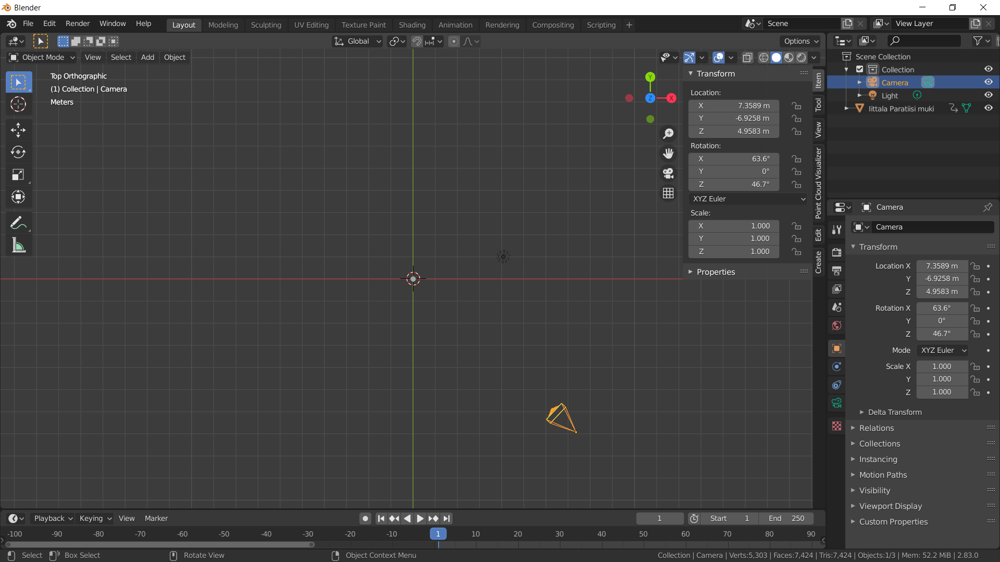 Blender
File Edit Render Window Help
Layout Modeling Sculpting UV Editing Texture Paint Shading Animation Rendering Compositing Scripting +
Scene
View Layer
Global
Options
Object Mode View Select Add Object
Top Orthographic
(1) Collection | Camera
Meters
Y
Z
X
Transform
Location:
X 7.3589 m
Y -6.9258 m
Z 4.9583 m
Rotation:
X 63.6°
Y 0°
Z 46.7°
XYZ Euler
Scale:
X 1.000
Y 1.000
Z 1.000
Properties
Item
Tool
View
Point Cloud Visualizer
Edit
Create
Scene Collection
Collection
Camera
Light
Iittala Paratiisi muki
Camera
Camera
Transform
Location X 7.3589 m
Y -6.9258 m
Z 4.9583 m
Rotation X 63.6°
Y 0°
Z 46.7°
Mode XYZ Euler
Scale X 1.000
Y 1.000
Z 1.000
Delta Transform
Relations
Collections
Instancing
Motion Paths
Visibility
Viewport Display
Custom Properties
Playback Keying View Marker
1
Start 1
End 250
-100 -90 -80 -70 -60 -50 -40 -30 -20 -10 1 10 20 30 40 50 60 70 80 90
Select Box Select Rotate View Object Context Menu
Collection | Camera | Verts:5,303 | Faces:7,424 | Tris:7,424 | Objects:1/3 | Mem: 52.2 MiB | 2.83.0